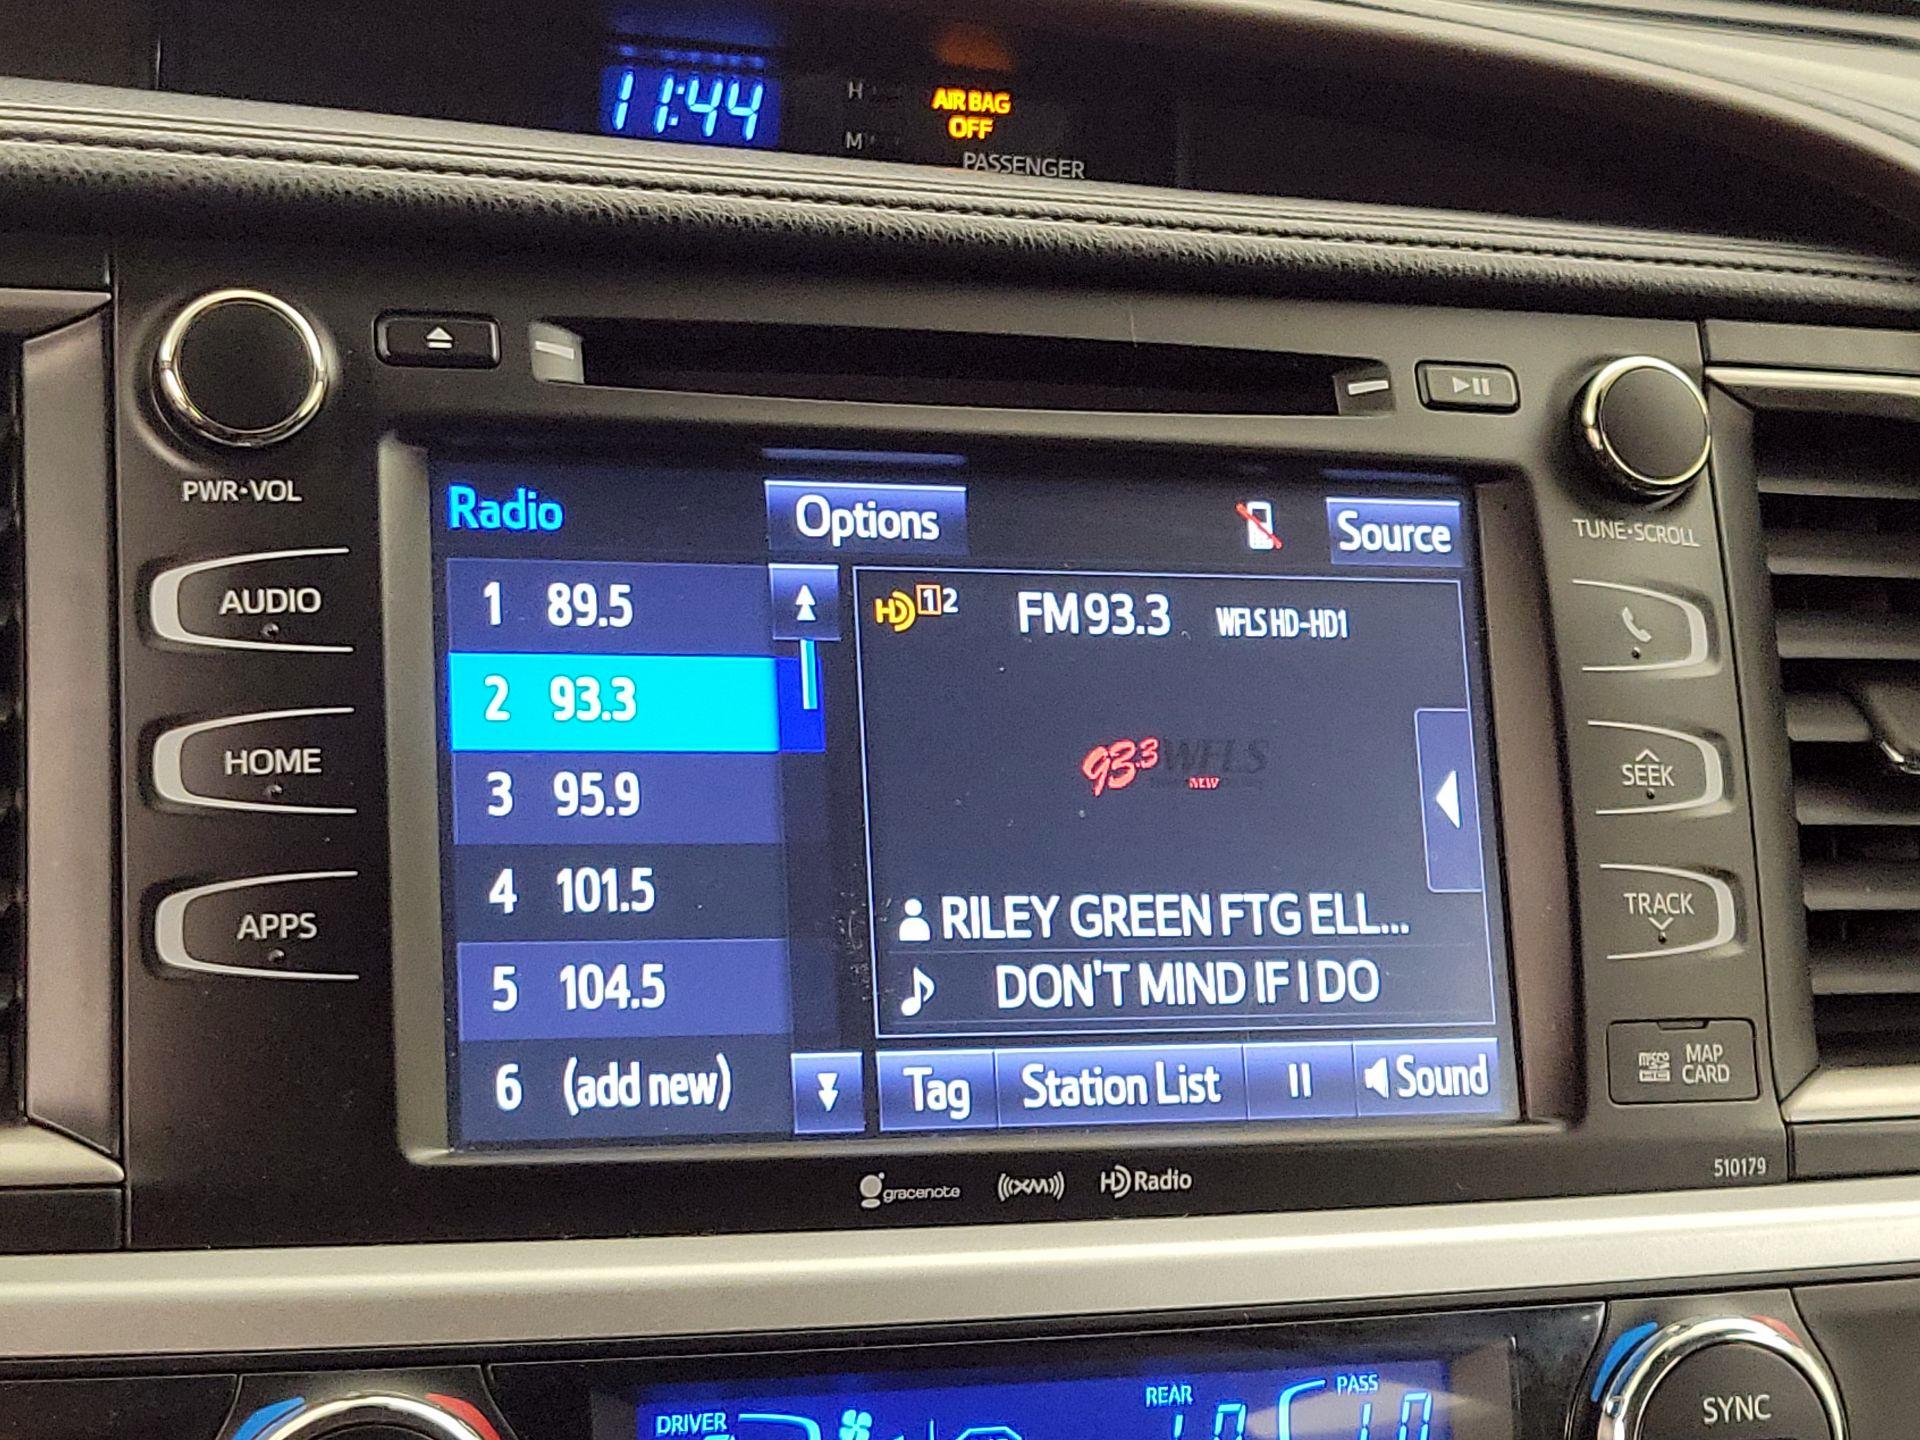 11:44
H
M
AIR BAG
OFF
PASSENGER
PWR•VOL
AUDIO
HOME
APPS
Radio
Options
Source
1 89.5
2 93.3
3 95.9
4 101.5
5 104.5
6 (add new)
HD 1 2 FM 93.3 WFLS HD-HD1
93.3 WFLS
NEW
RILEY GREEN FTG ELL...
DON'T MIND IF I DO
Tag
Station List
Sound
TUNE•SCROLL
SEEK
TRACK
micro
MAP
CARD
510179
gracenote
((XM))
HD Radio
DRIVER
REAR
PASS
SYNC